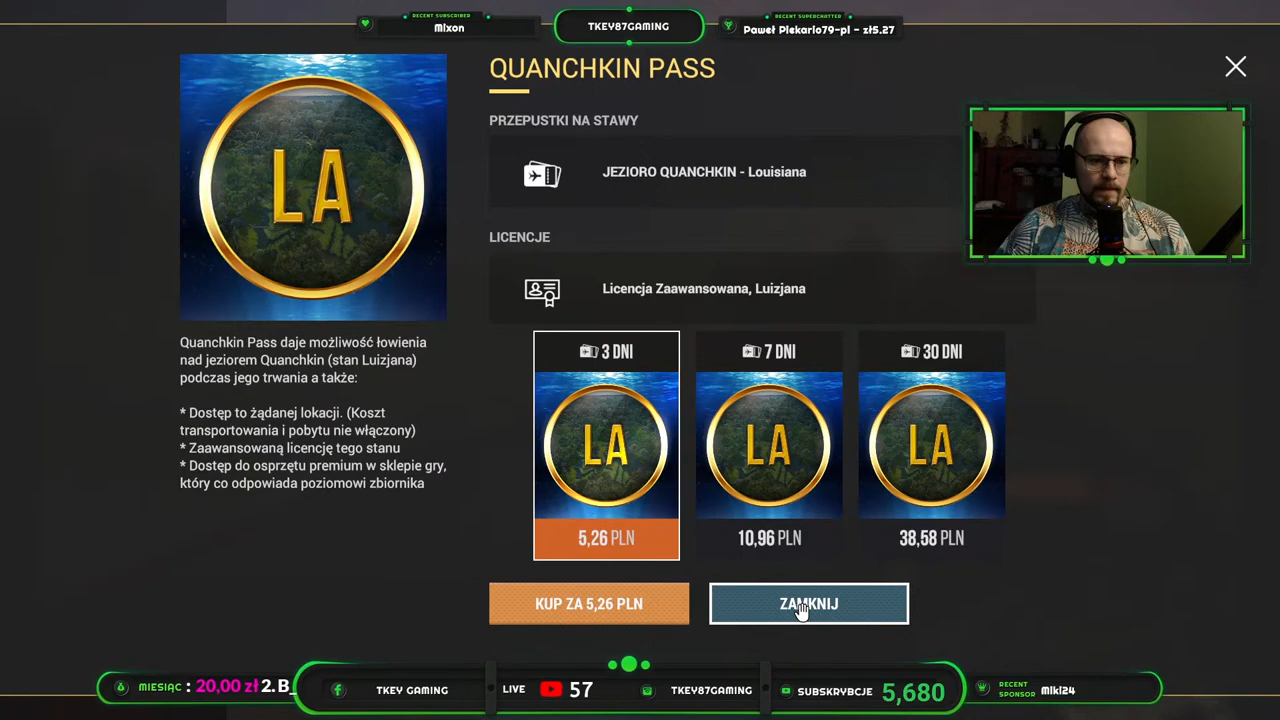 RECENT SUBSCRIBER
Mlxon
TKEY87GAMING
RECENT SUPERCHATTER
Paweł Piekarlo79-pl - zł5.27
QUANCHKIN PASS
LA
PRZEPUSTKI NA STAWY
JEZIORO QUANCHKIN - Louisiana
LICENCJE
Licencja Zaawansowana, Luizjana
Quanchkin Pass daje możliwość łowienia
nad jeziorem Quanchkin (stan Luizjana)
podczas jego trwania a także:
* Dostęp to żądanej lokacji. (Koszt
transportowania i pobytu nie włączony)
* Zaawansowaną licencję tego stanu
* Dostęp do osprzętu premium w sklepie gry,
który co odpowiada poziomowi zbiornika
3 DNI
7 DNI
30 DNI
LA
LA
LA
5,26 PLN
10,96 PLN
38,58 PLN
KUP ZA 5,26 PLN
ZAMKNIJ
MIESIĄC : 20,00 zł 2. B_
TKEY GAMING
LIVE
57
TKEY87GAMING
SUBSKRYBCJE
5,680
RECENT
SPONSOR
miki24